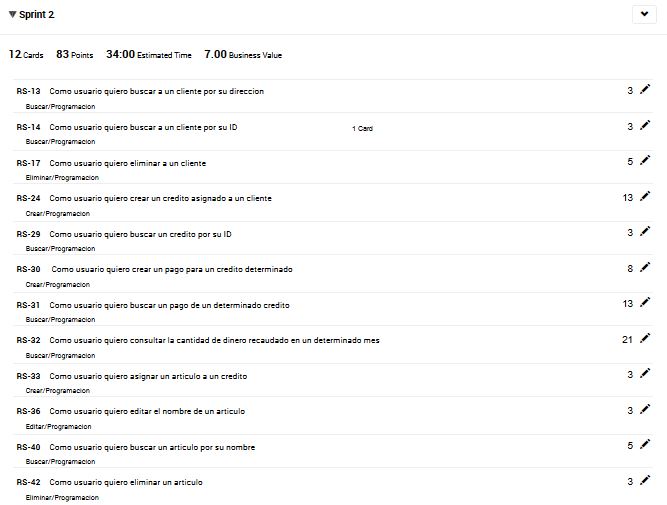 Sprint 2
12 Cards 83 Points 34:00 Estimated Time 7.00 Business Value
RS-13 Como usuario quiero buscar a un cliente por su direccion 3
Buscar/Programacion
RS-14 Como usuario quiero buscar a un cliente por su ID 1 Card 3
Buscar/Programacion
RS-17 Como usuario quiero eliminar a un cliente 5
Eliminar/Programacion
RS-24 Como usuario quiero crear un credito asignado a un cliente 13
Crear/Programacion
RS-29 Como usuario quiero buscar un credito por su ID 3
Buscar/Programacion
RS-30 Como usuario quiero crear un pago para un credito determinado 8
Crear/Programacion
RS-31 Como usuario quiero buscar un pago de un determinado credito 13
Buscar/Programacion
RS-32 Como usuario quiero consultar la cantidad de dinero recaudado en un determinado mes 21
Buscar/Programacion
RS-33 Como usuario quiero asignar un articulo a un credito 3
Crear/Programacion
RS-36 Como usuario quiero editar el nombre de un articulo 3
Editar/Programacion
RS-40 Como usuario quiero buscar un articulo por su nombre 5
Buscar/Programacion
RS-42 Como usuario quiero eliminar un articulo 3
Eliminar/Programacion